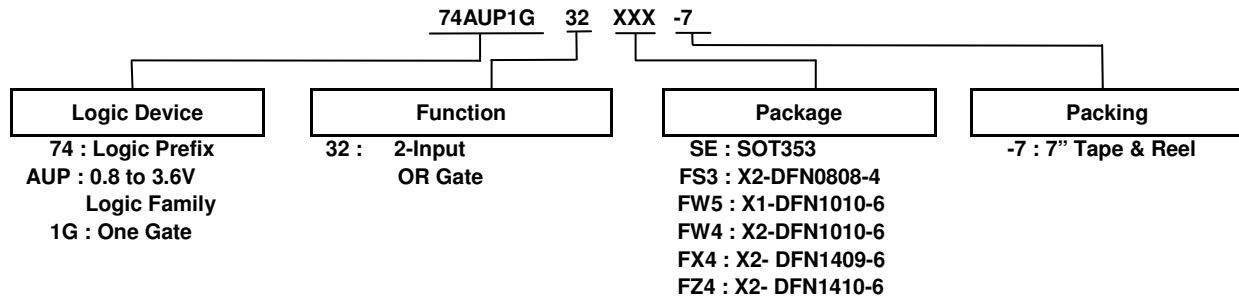 74AUP1G 32 XXX -7
Logic Device
74 : Logic Prefix
AUP : 0.8 to 3.6V
Logic Family
1G : One Gate
Function
32 : 2-Input
OR Gate
Package
SE : SOT353
FS3 : X2-DFN0808-4
FW5 : X1-DFN1010-6
FW4 : X2-DFN1010-6
FX4 : X2- DFN1409-6
FZ4 : X2- DFN1410-6
Packing
-7 : 7” Tape & Reel